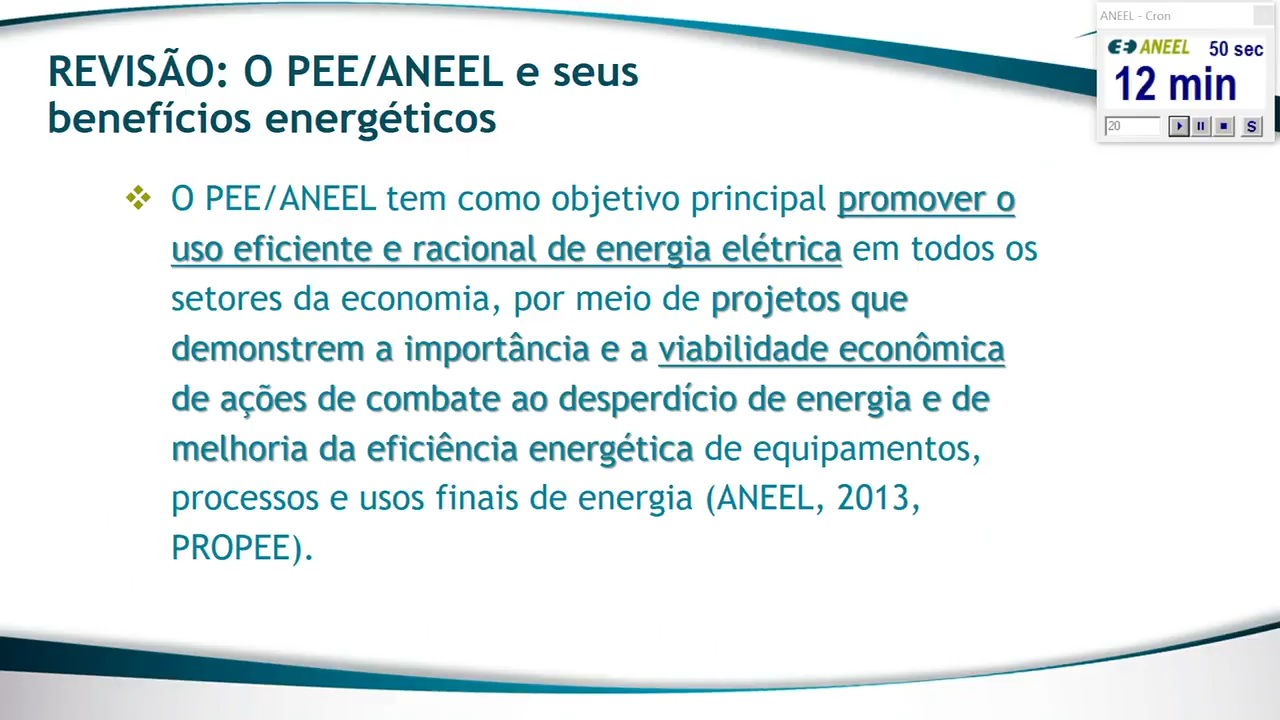 REVISÃO: O PEE/ANEEL e seus
benefícios energéticos
ANEEL - Cron
ANEEL 50 sec
12 min
20
S
O PEE/ANEEL tem como objetivo principal promover o
uso eficiente e racional de energia elétrica em todos os
setores da economia, por meio de projetos que
demonstrem a importância e a viabilidade econômica
de ações de combate ao desperdício de energia e de
melhoria da eficiência energética de equipamentos,
processos e usos finais de energia (ANEEL, 2013,
PROPEE).